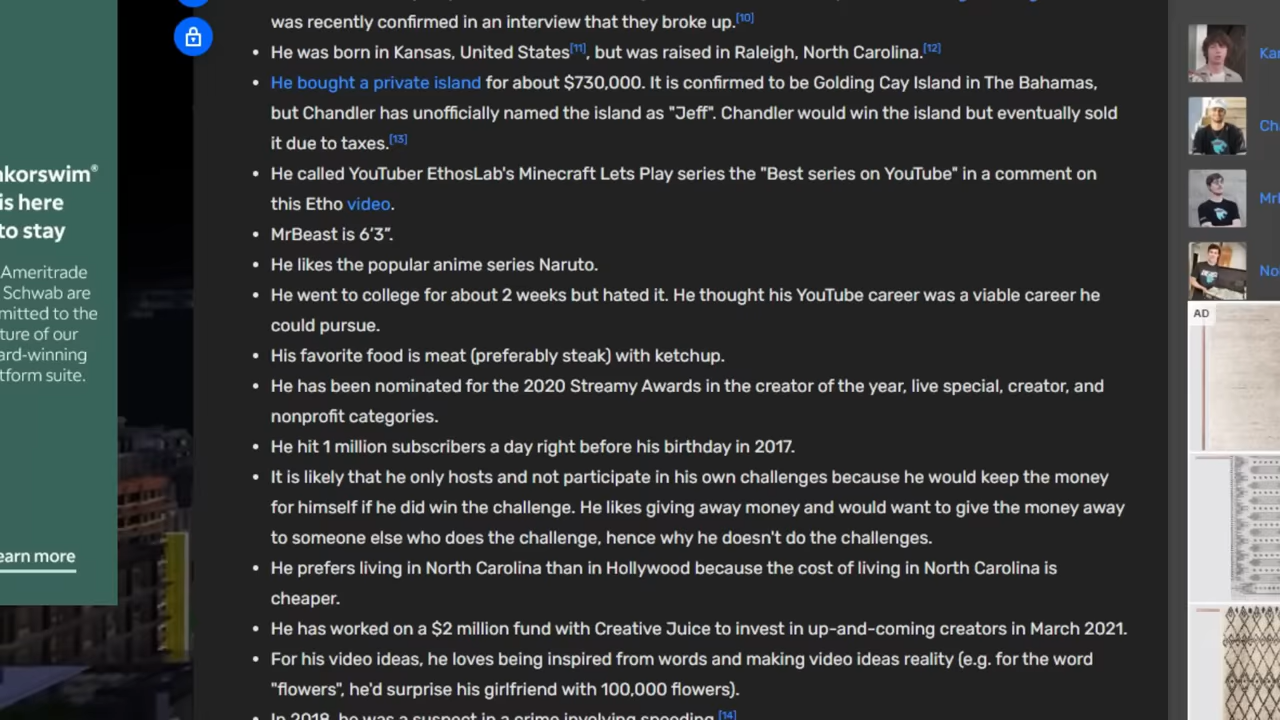 was recently confirmed in an interview that they broke up.[10]
He was born in Kansas, United States[11], but was raised in Raleigh, North Carolina.[12]
He bought a private island for about $730,000. It is confirmed to be Golding Cay Island in The Bahamas,
but Chandler has unofficially named the island as "Jeff". Chandler would win the island but eventually sold
it due to taxes.[13]
He called YouTuber EthosLab's Minecraft Lets Play series the "Best series on YouTube" in a comment on
this Etho video.
MrBeast is 6'3”.
He likes the popular anime series Naruto.
He went to college for about 2 weeks but hated it. He thought his YouTube career was a viable career he
could pursue.
His favorite food is meat (preferably steak) with ketchup.
He has been nominated for the 2020 Streamy Awards in the creator of the year, live special, creator, and
nonprofit categories.
He hit 1 million subscribers a day right before his birthday in 2017.
It is likely that he only hosts and not participate in his own challenges because he would keep the money
for himself if he did win the challenge. He likes giving away money and would want to give the money away
to someone else who does the challenge, hence why he doesn't do the challenges.
He prefers living in North Carolina than in Hollywood because the cost of living in North Carolina is
cheaper.
He has worked on a $2 million fund with Creative Juice to invest in up-and-coming creators in March 2021.
For his video ideas, he loves being inspired from words and making video ideas reality (e.g. for the word
"flowers", he'd surprise his girlfriend with 100,000 flowers).
In 2018, he was a suspect in a crime involving speeding.[14]
nkorswim®
is here
to stay
Ameritrade
Schwab are
mitted to the
ture of our
ard-winning
tform suite.
earn more
Kar
Ch
Mr
No
AD